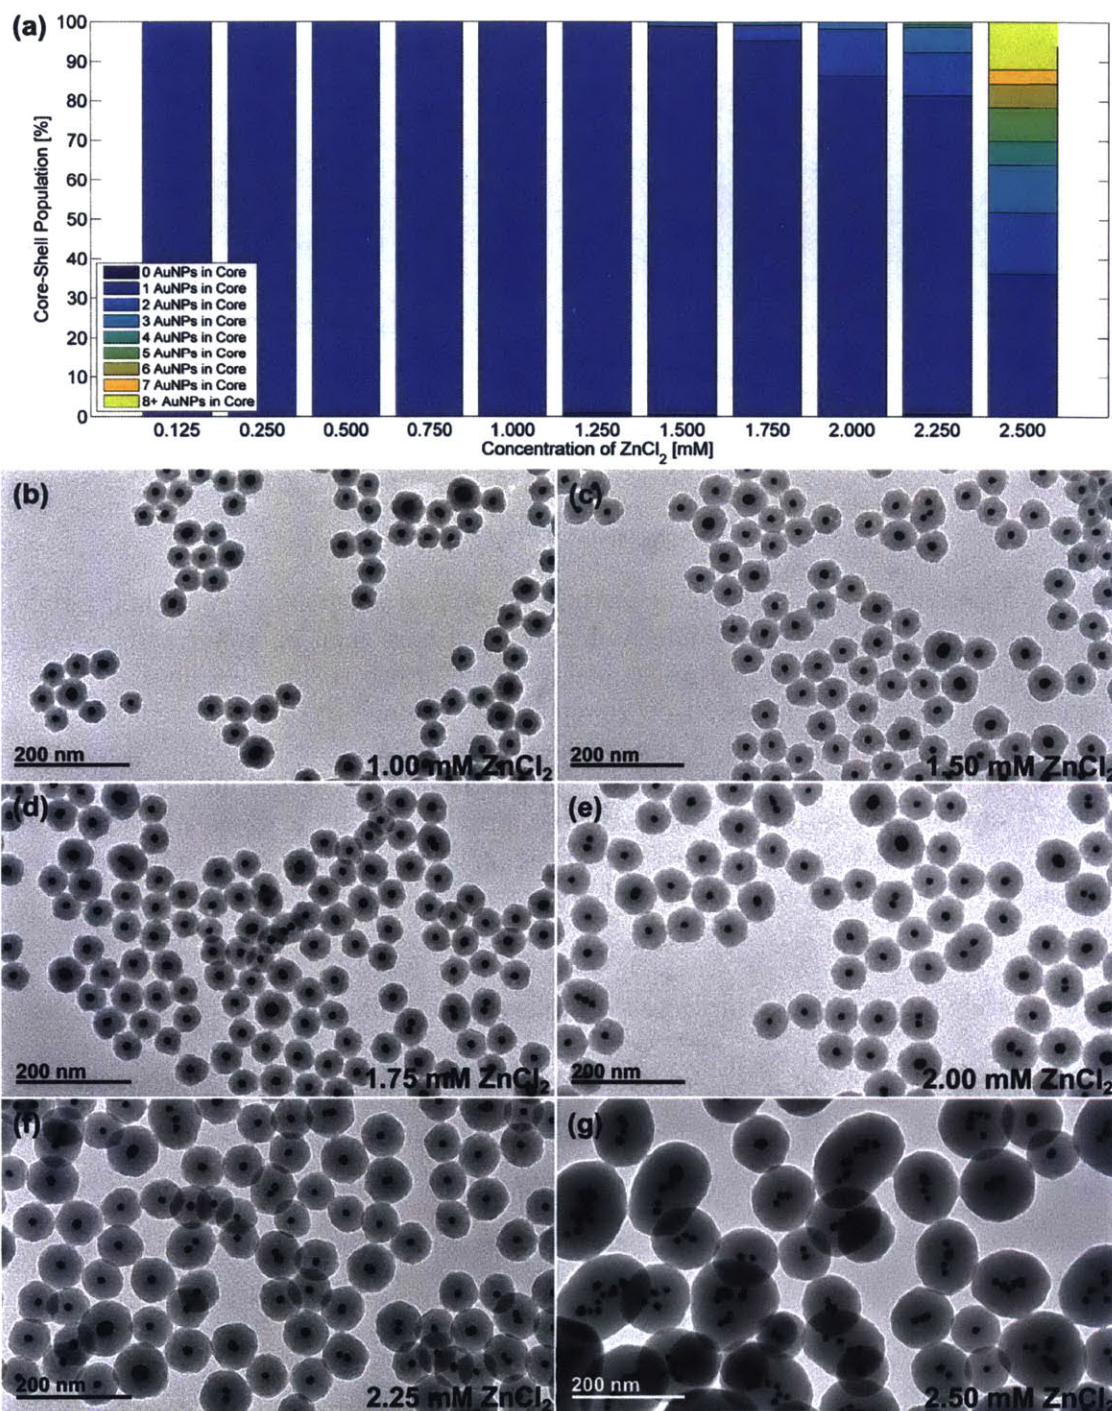 (a)
100
90
80
70
60
50
40
30
20
10
0
Core-Shell Population [%]
0 AuNPs in Core
1 AuNPs in Core
2 AuNPs in Core
3 AuNPs in Core
4 AuNPs in Core
5 AuNPs in Core
6 AuNPs in Core
7 AuNPs in Core
8+ AuNPs in Core
0.125 0.250 0.500 0.750 1.000 1.250 1.500 1.750 2.000 2.250 2.500
Concentration of ZnCl₂ [mM]
(b)
200 nm
1.00 mM ZnCl₂
(c)
200 nm
1.50 mM ZnCl₂
(d)
200 nm
1.75 mM ZnCl₂
(e)
200 nm
2.00 mM ZnCl₂
(f)
200 nm
2.25 mM ZnCl₂
(g)
200 nm
2.50 mM ZnCl₂